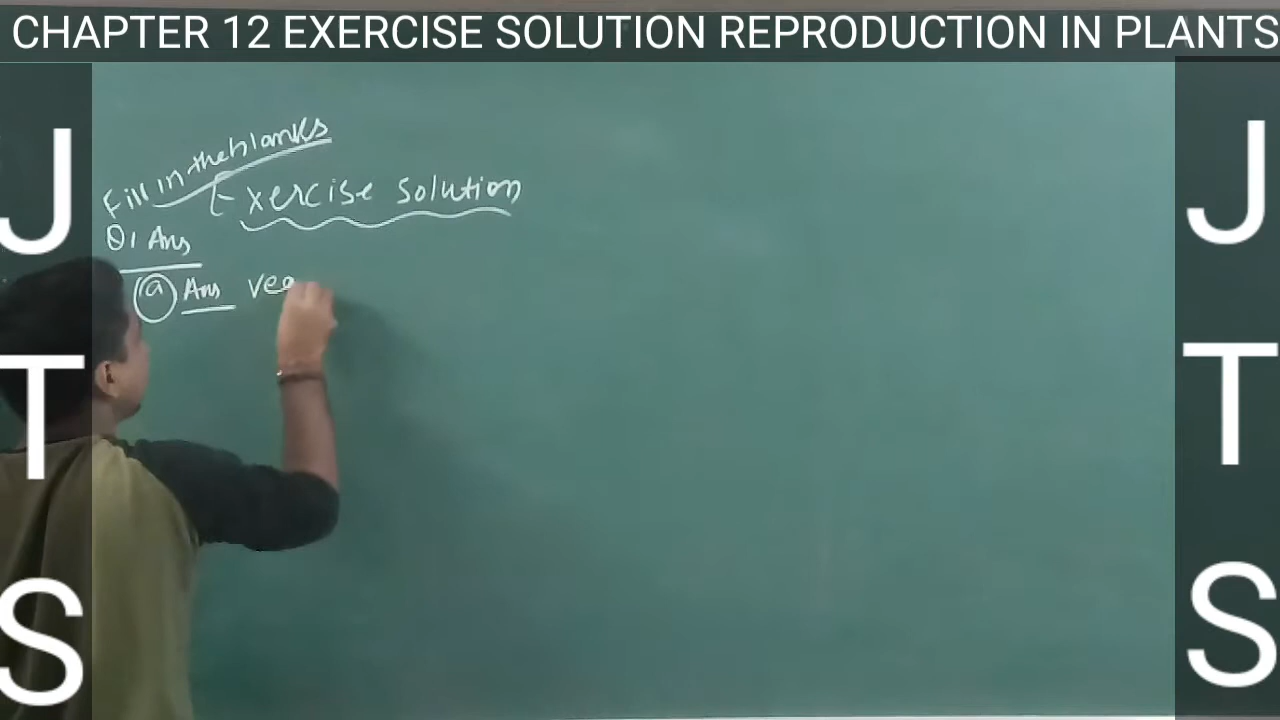 CHAPTER 12 EXERCISE SOLUTION REPRODUCTION IN PLANTS
J
T
S
Fill in the blanks
Exercise solution
Q1 Ans
a Ans
J
T
S